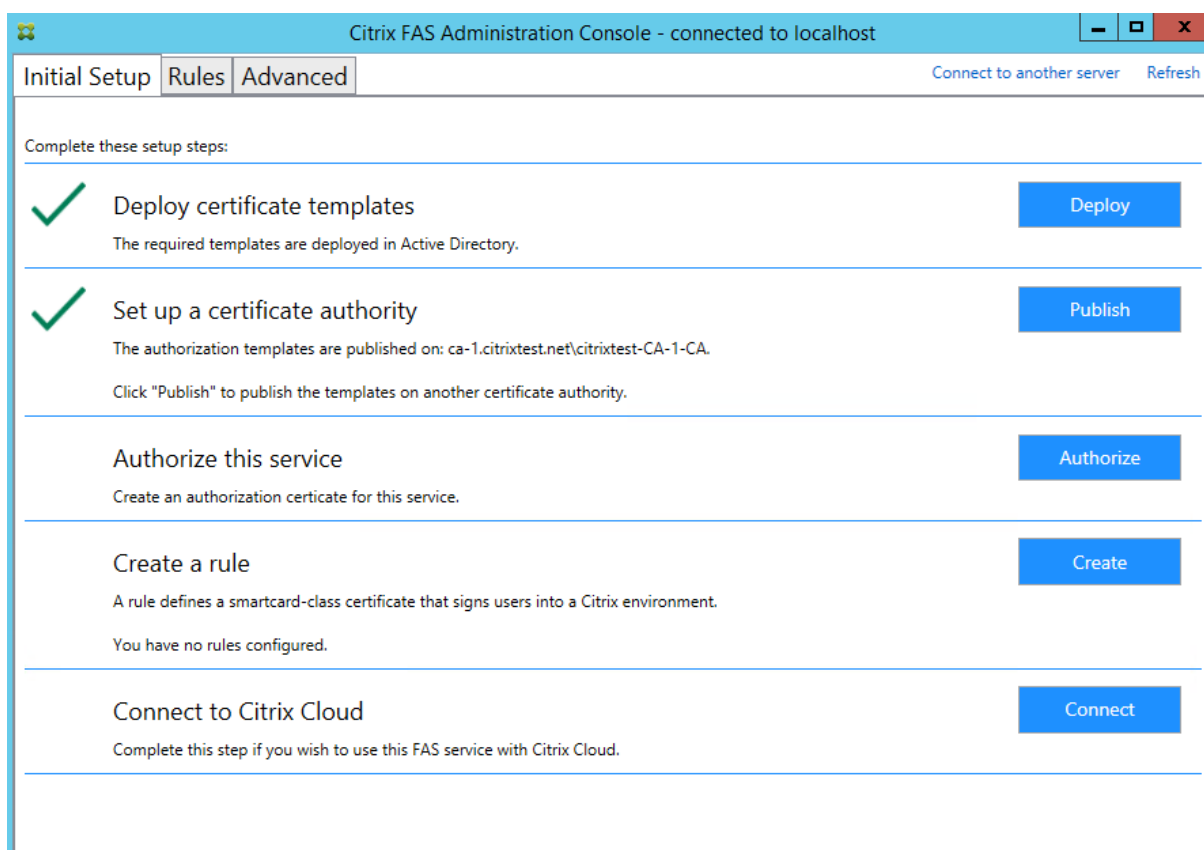 Citrix FAS Administration Console - connected to localhost
Initial Setup Rules Advanced Connect to another server Refresh
Complete these setup steps:
Deploy certificate templates Deploy
The required templates are deployed in Active Directory.
Set up a certificate authority Publish
The authorization templates are published on: ca-1.citrixtest.net\citrixtest-CA-1-CA.
Click "Publish" to publish the templates on another certificate authority.
Authorize this service Authorize
Create an authorization certicate for this service.
Create a rule Create
A rule defines a smartcard-class certificate that signs users into a Citrix environment.
You have no rules configured.
Connect to Citrix Cloud Connect
Complete this step if you wish to use this FAS service with Citrix Cloud.